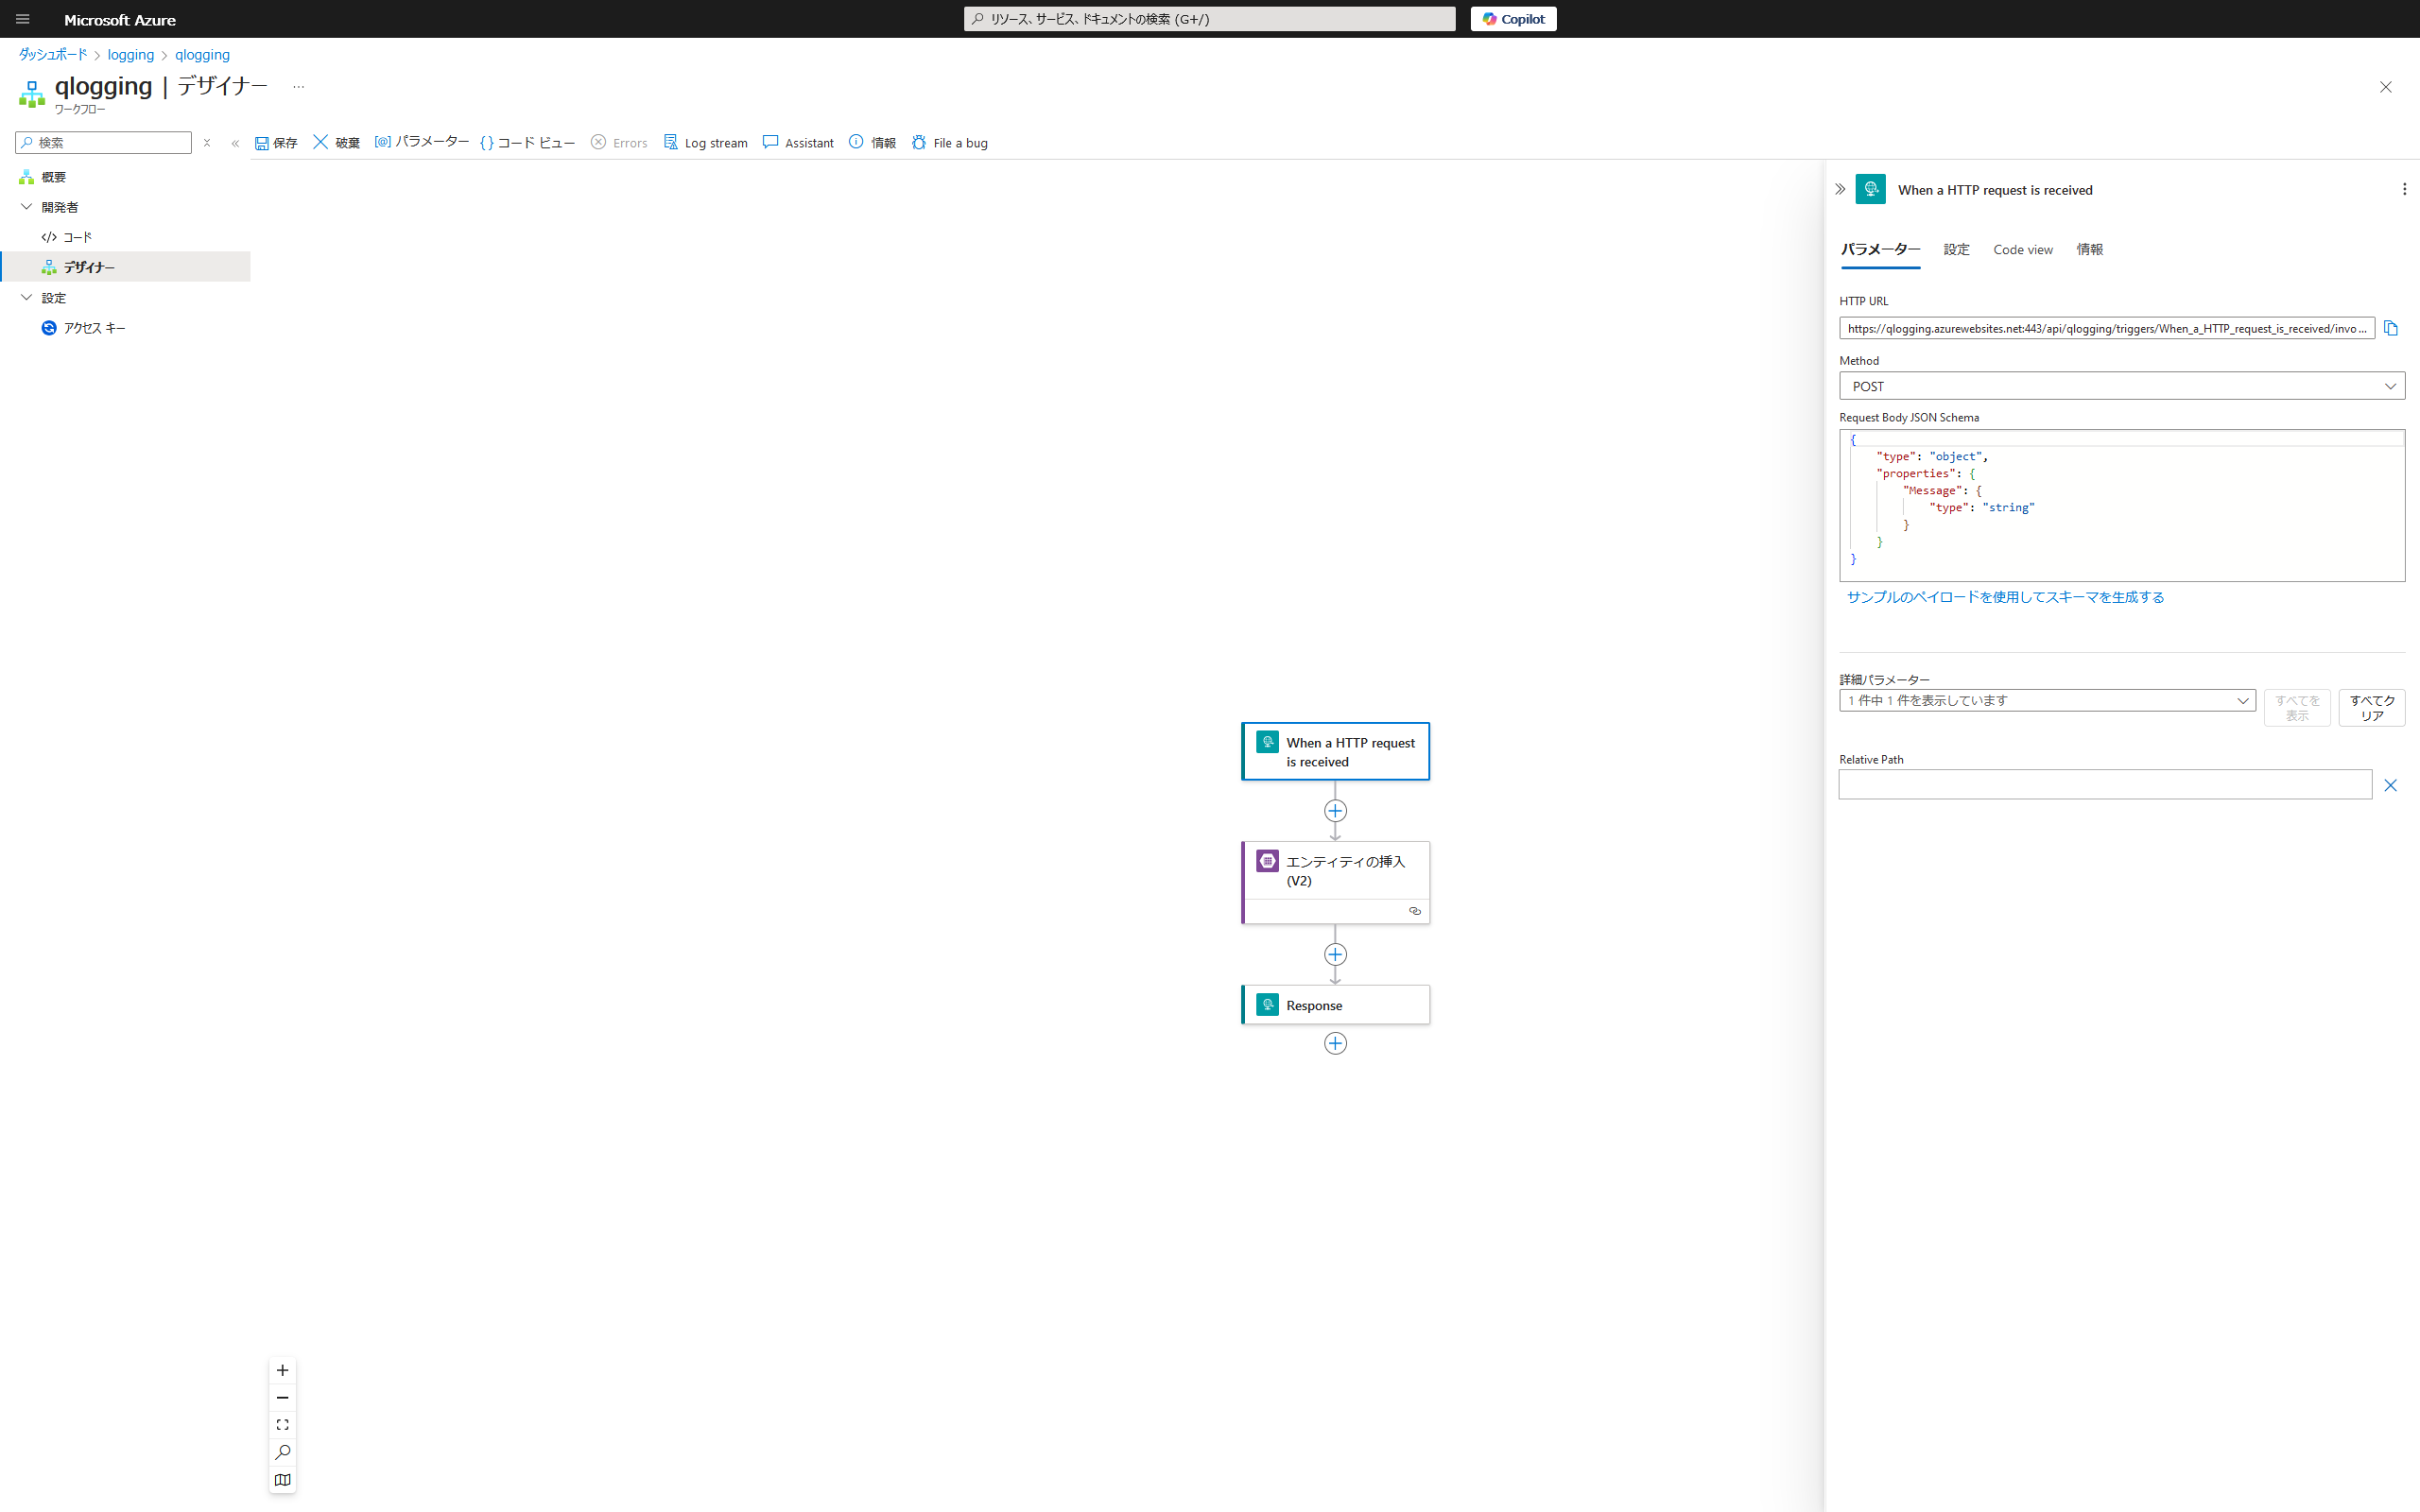 Microsoft Azure
リソース、サービス、ドキュメントの検索 (G+/)
Copilot
ダッシュボード > logging > qlogging
qlogging | デザイナー ...
ワークフロー
検索
保存
破棄
パラメーター
コード ビュー
Errors
Log stream
Assistant
情報
File a bug
概要
開発者
コード
デザイナー
設定
アクセス キー
When a HTTP request
is received
エンティティの挿入
(V2)
Response
When a HTTP request is received
パラメーター
設定
Code view
情報
HTTP URL
https://qlogging.azurewebsites.net:443/api/qlogging/triggers/When_a_HTTP_request_is_received/invo ...
Method
POST
Request Body JSON Schema
{
"type": "object",
"properties": {
"Message": {
"type": "string"
}
}
}
サンプルのペイロードを使用してスキーマを生成する
詳細パラメーター
1 件中 1 件を表示しています
すべてを
表示
すべてク
リア
Relative Path